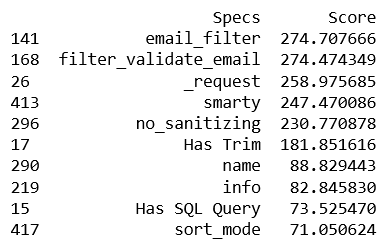 Specs Score
141 email_filter 274.707666
168 filter_validate_email 274.474349
26 _request 258.975685
413 smarty 247.470086
296 no_sanitizing 230.770878
17 Has Trim 181.851616
290 name 88.829443
219 info 82.845830
15 Has SQL Query 73.525470
417 sort_mode 71.050624